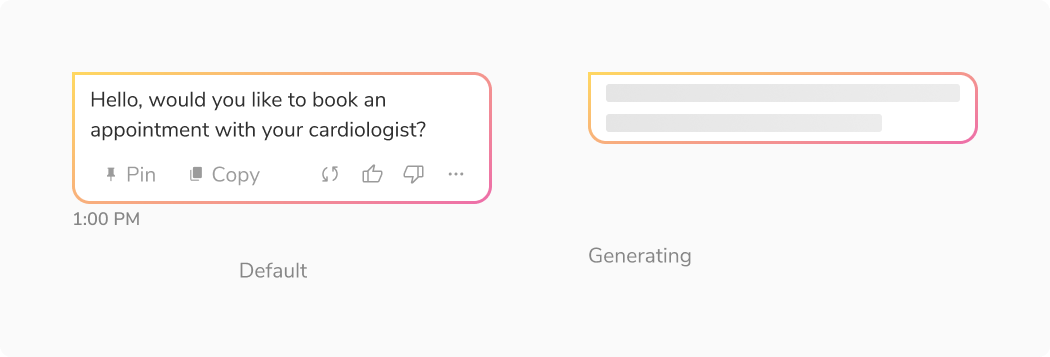 Hello, would you like to book an
appointment with your cardiologist?
Pin Copy
1:00 PM
Default
Generating